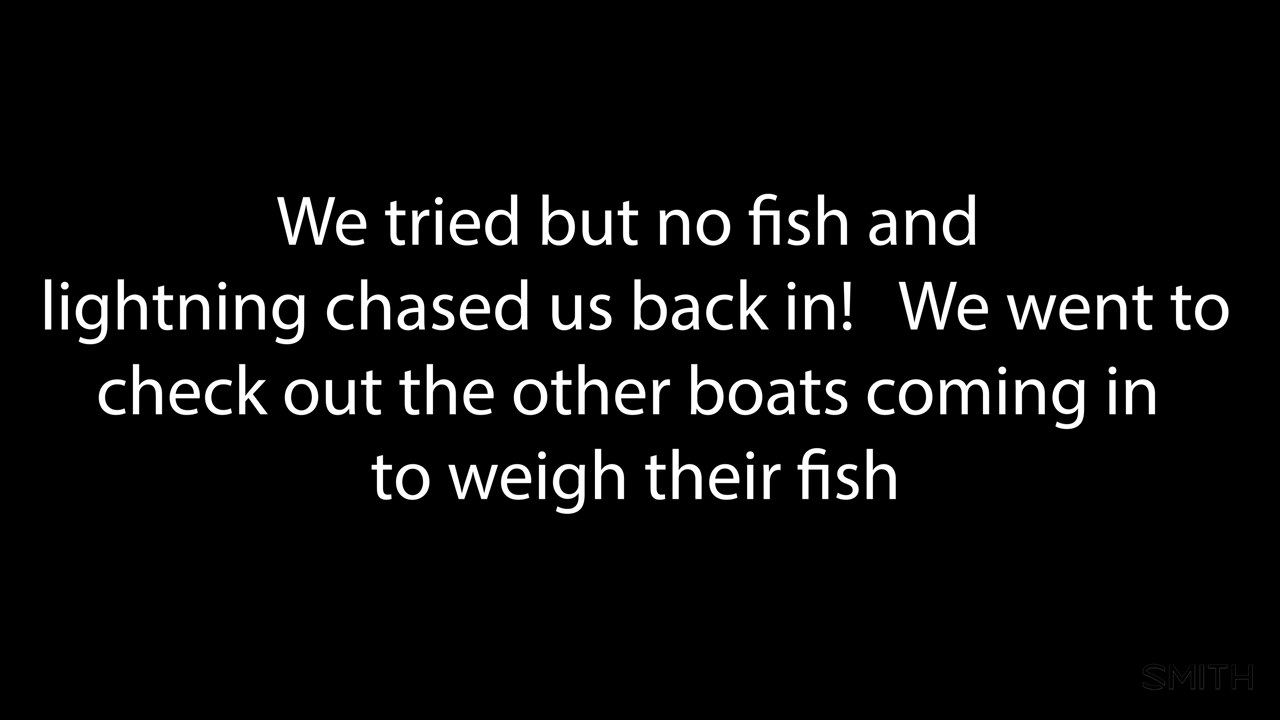 We tried but no fish and
lightning chased us back in!   We went to
check out the other boats coming in
to weigh their fish
SMITH